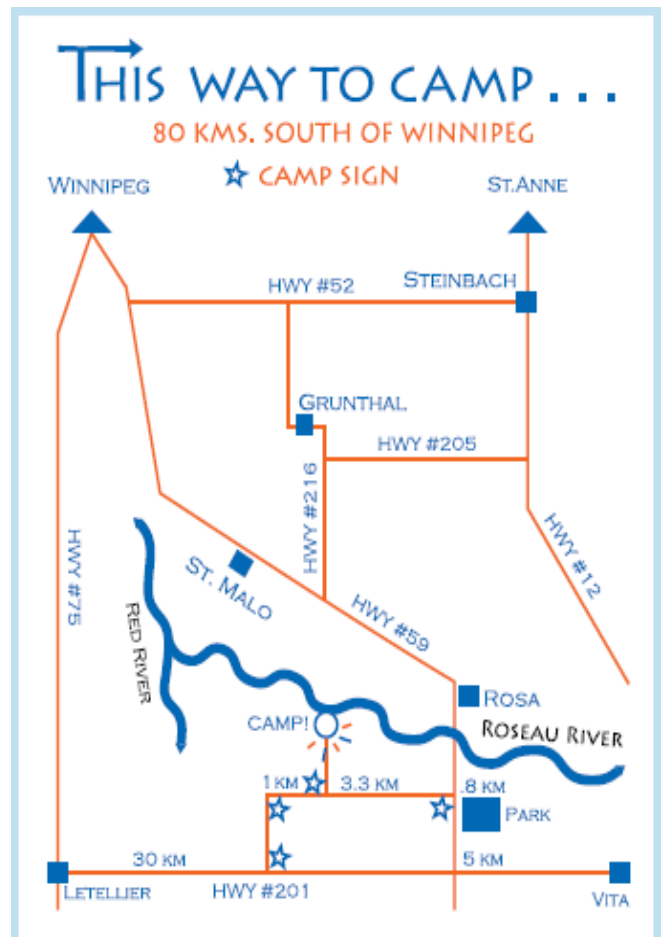 THIS WAY TO CAMP...
80 KMS. SOUTH OF WINNIPEG
CAMP SIGN
WINNIPEG
ST.ANNE
HWY #52
STEINBACH
GRUNTHAL
HWY #205
HWY #216
HWY #75
HWY #12
ST. MALO
HWY #59
RED RIVER
ROSA
CAMP!
ROSEAU RIVER
1 KM
3.3 KM
.8 KM
PARK
30 KM
5 KM
LETELLIER
HWY #201
VITA